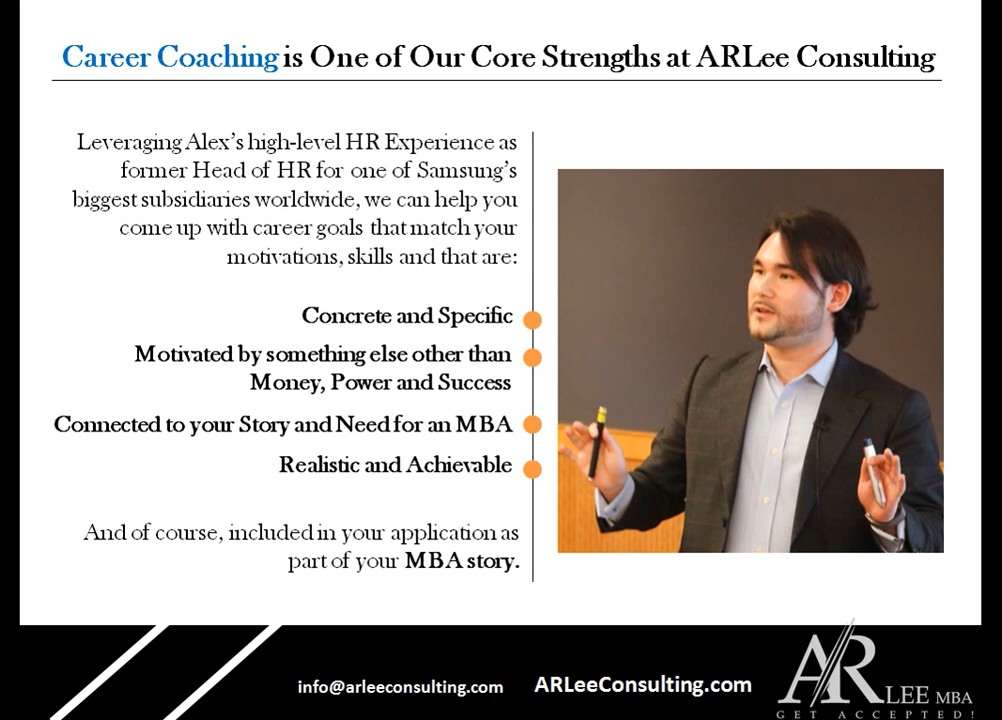 Career Coaching is One of Our Core Strengths at ARLee Consulting
Leveraging Alex's high-level HR Experience as
former Head of HR for one of Samsung's
biggest subsidiaries worldwide, we can help you
come up with career goals that match your
motivations, skills and that are:
Concrete and Specific
Motivated by something else other than
Money, Power and Success
Connected to your Story and Need for an MBA
Realistic and Achievable
And of course, included in your application as
part of your MBA story.
info@arleeconsulting.com
ARLeeConsulting.com
AR LEE MBA
GET ACCEPTED!